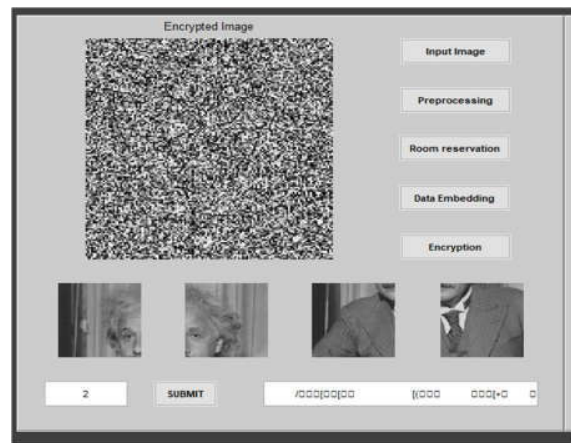 Encrypted Image
Input Image
Preprocessing
Room reservation
Data Embedding
Encryption
2
SUBMIT
/□□□[□□[□□ [(□□□ □□□[+□ □